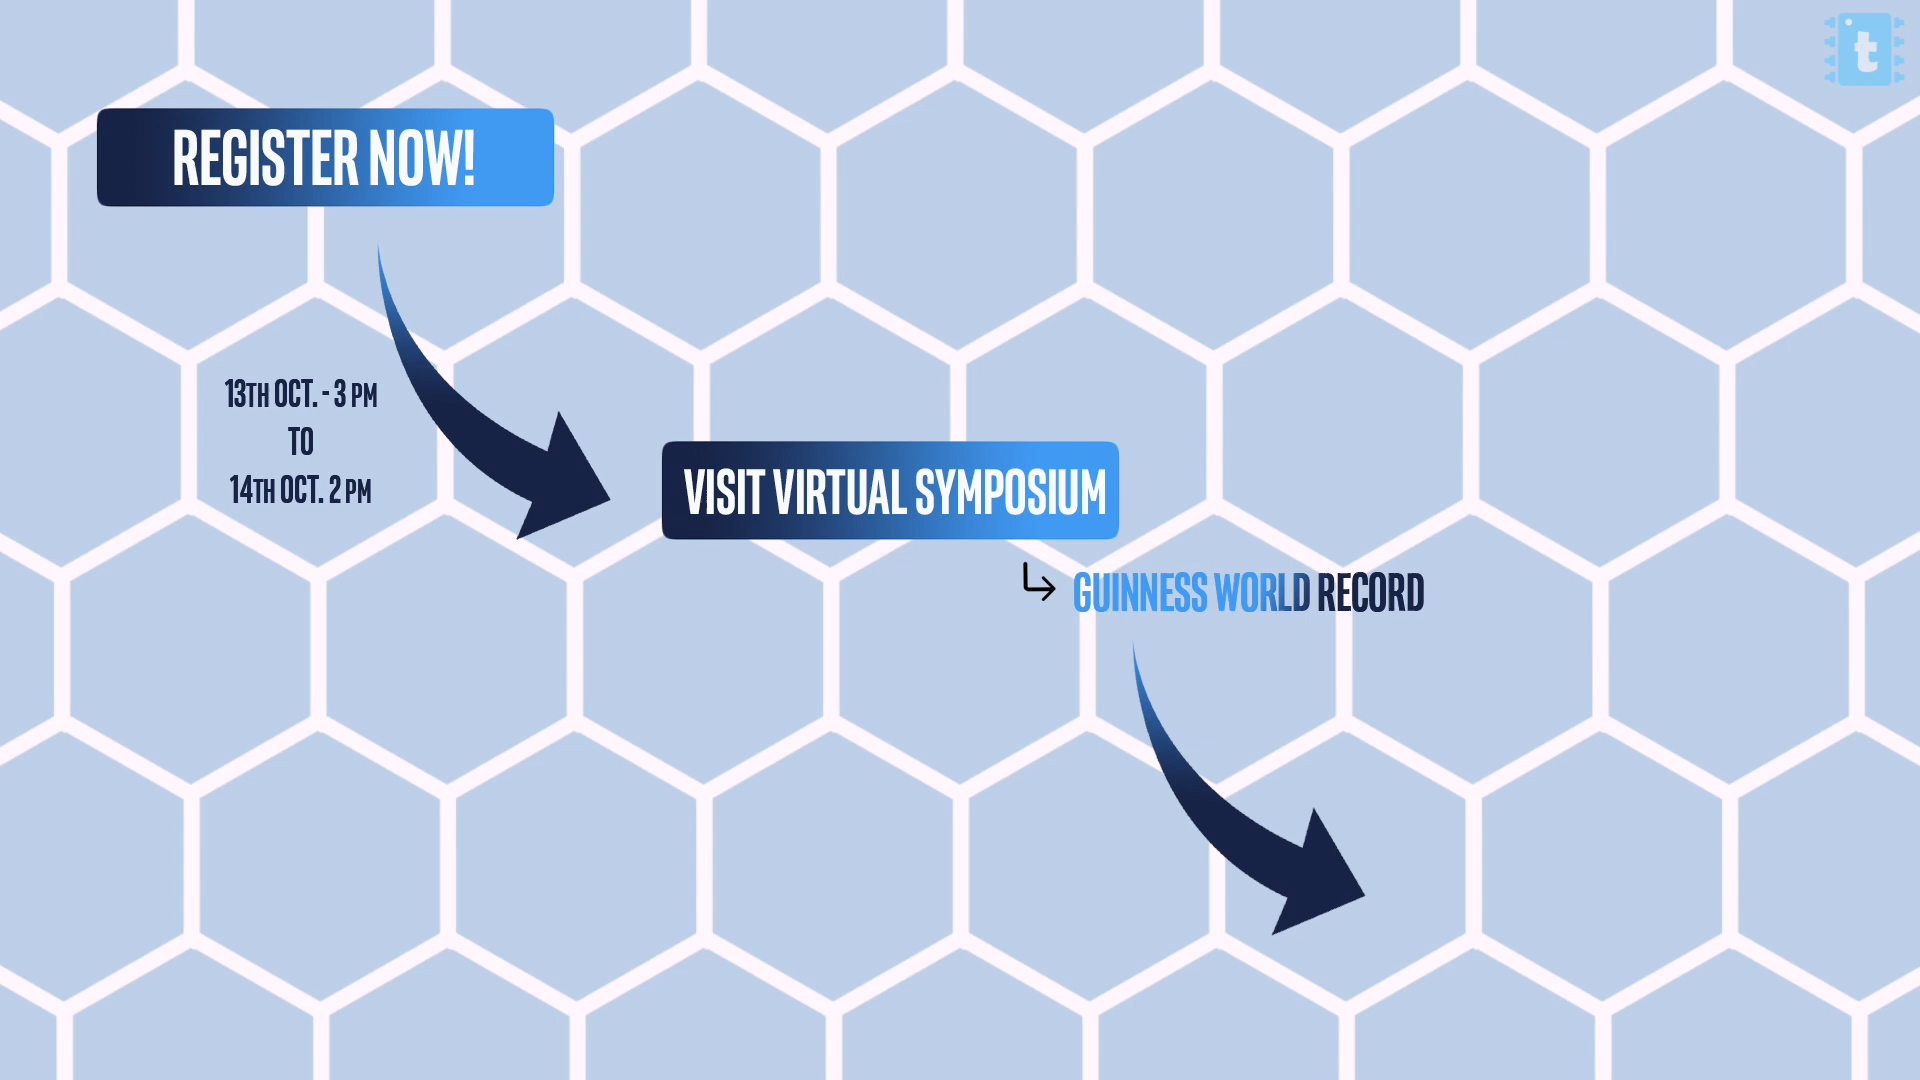 t
REGISTER NOW!
13TH OCT. - 3 PM
TO
14TH OCT. 2 PM
VISIT VIRTUAL SYMPOSIUM
GUINNESS WORLD RECORD